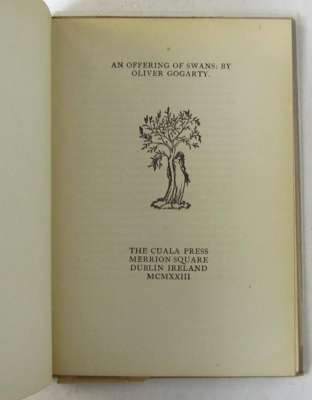 AN OFFERING OF SWANS: BY
OLIVER GOGARTY.
THE CUALA PRESS
MERRION SQUARE
DUBLIN IRELAND
MCMXXIII